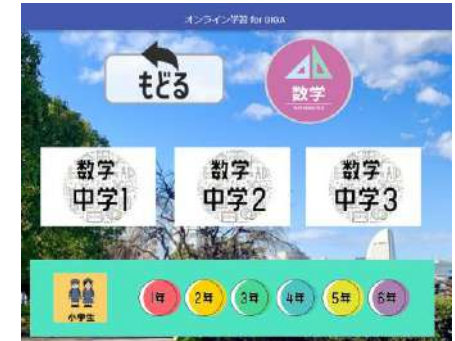 オンライン学習 for GIGA
もどる
数学
数学
中学1
数学
中学2
数学
中学3
小学生
1年
2年
3年
4年
5年
6年